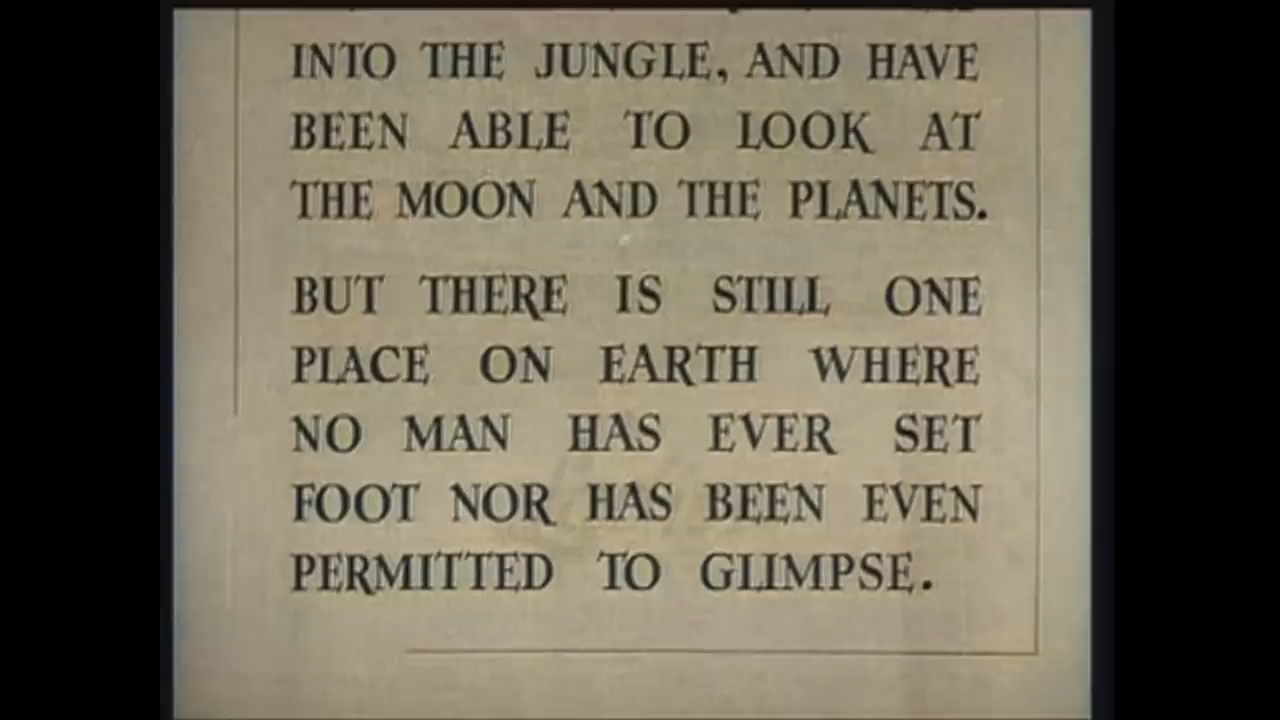 INTO THE JUNGLE, AND HAVE
BEEN ABLE TO LOOK AT
THE MOON AND THE PLANETS.
BUT THERE IS STILL ONE
PLACE ON EARTH WHERE
NO MAN HAS EVER SET
FOOT NOR HAS BEEN EVEN
PERMITTED TO GLIMPSE.